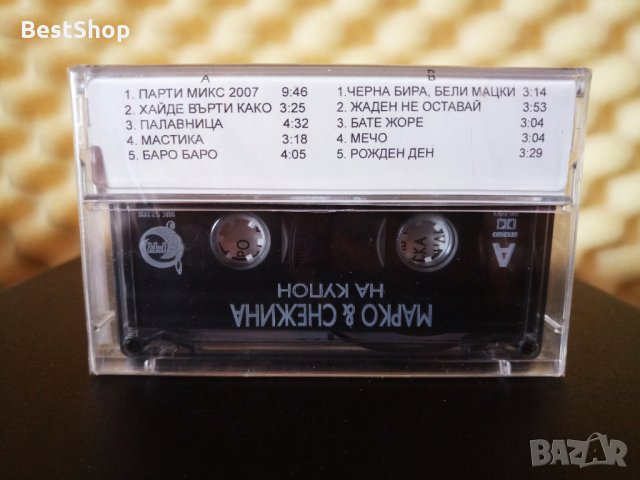 BestShop
A B
1. ПАРТИ МИКС 2007 9:46
2. ХАЙДЕ ВЪРТИ КАКО 3:25
3. ПАЛАВНИЦА 4:32
4. МАСТИКА 3:18
5. БАРО БАРО 4:05
1.ЧЕРНА БИРА, БЕЛИ МАЦКИ 3:14
2. ЖАДЕН НЕ ОСТАВАЙ 3:53
3. БАТЕ ЖОРЕ 3:04
4. МЕЧО 3:04
5. РОЖДЕН ДЕН 3:29
A
STEREO
МАРКО & СНЕЖИНА
НА КУПОН
BAZAR